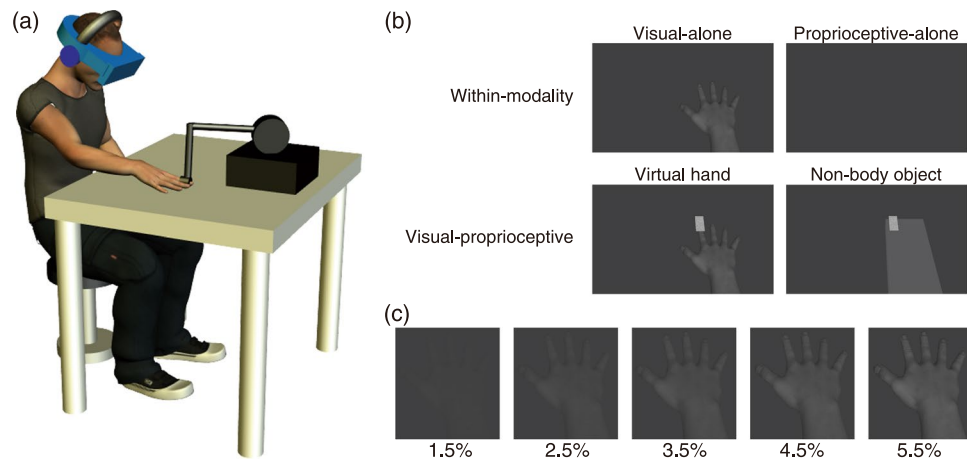 (a)
(b)
Visual-alone
Proprioceptive-alone
Within-modality
Virtual hand
Non-body object
Visual-proprioceptive
(c)
1.5%
2.5%
3.5%
4.5%
5.5%